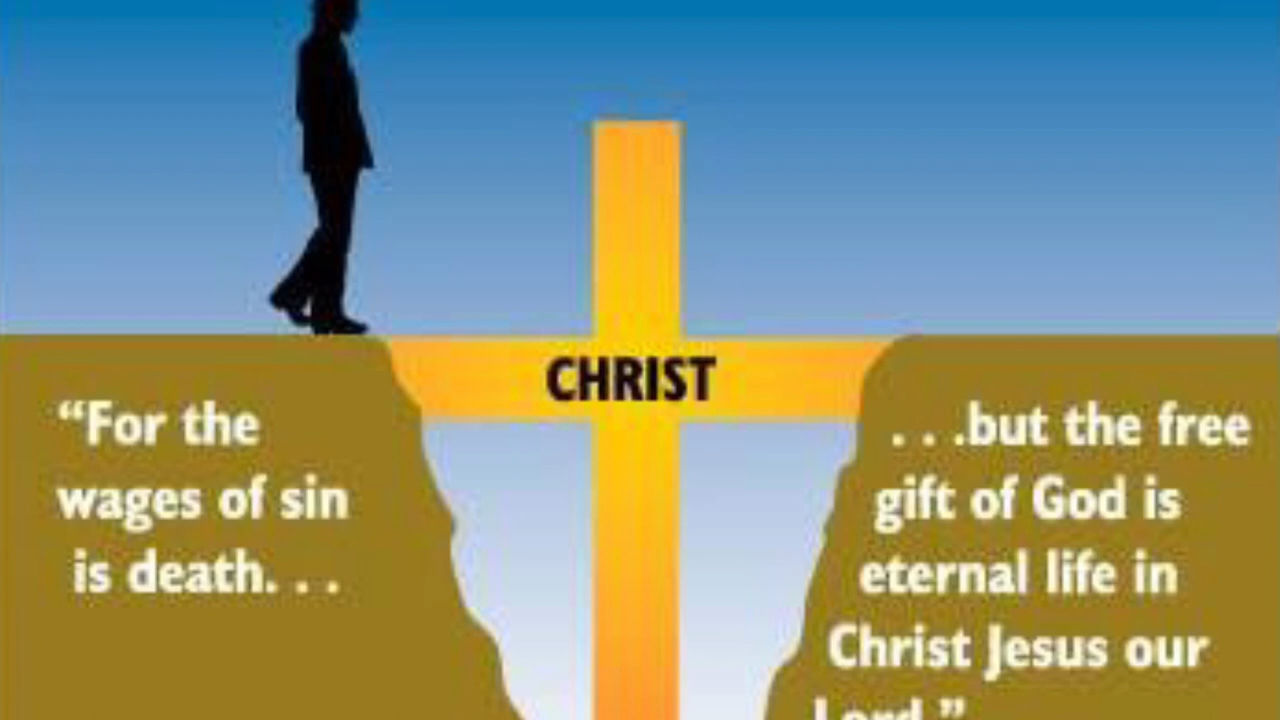 CHRIST
“For the
wages of sin
is death. . .
. . .but the free
gift of God is
eternal life in
Christ Jesus our
Lord.”